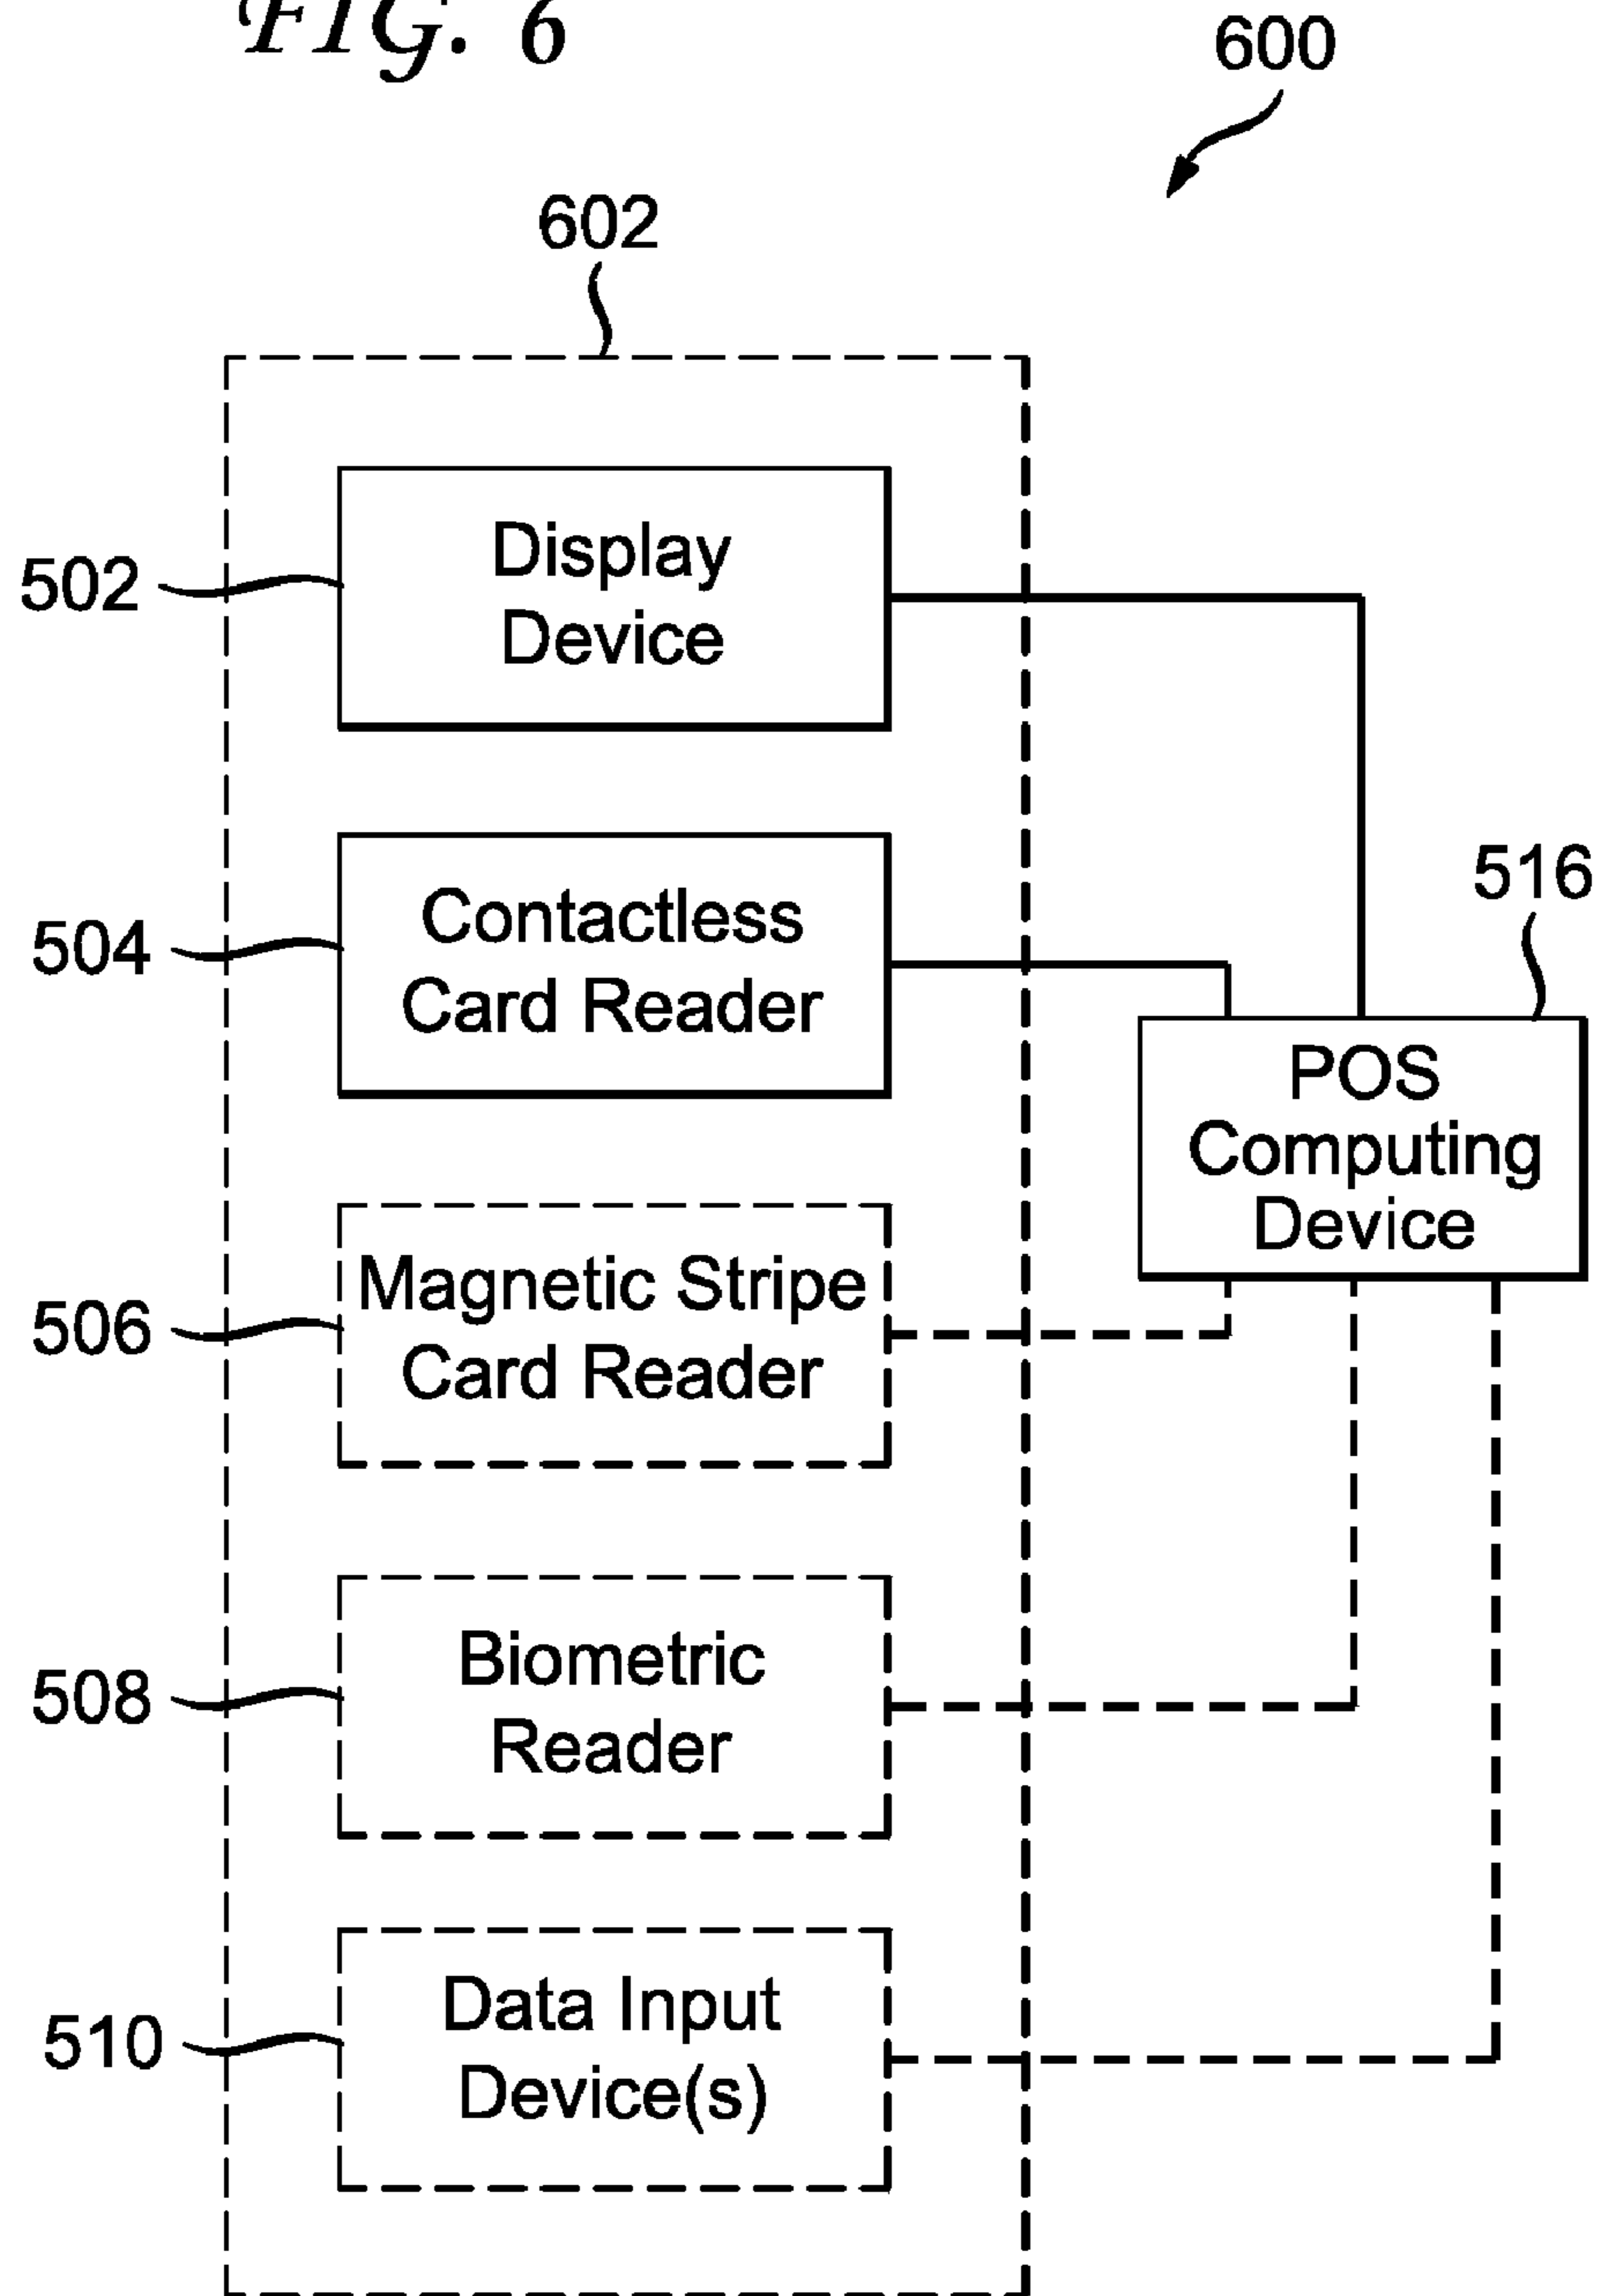 FIG. 6
600
602
502
Display
Device
504
Contactless
Card Reader
516
POS
Computing
Device
506
Magnetic Stripe
Card Reader
508
Biometric
Reader
510
Data Input
Device(s)